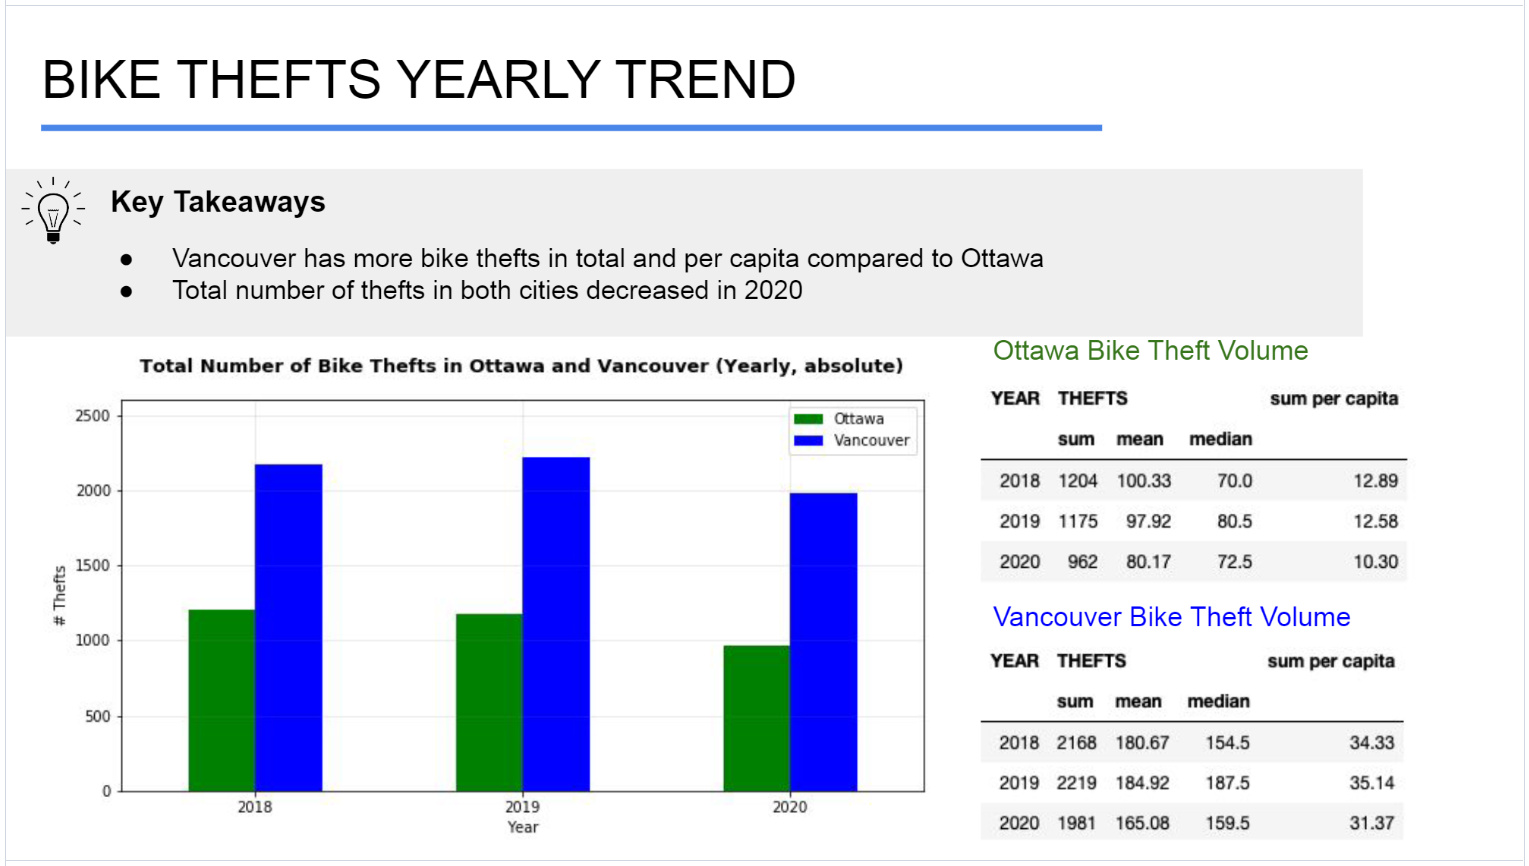 BIKE THEFTS YEARLY TREND
Key Takeaways
● Vancouver has more bike thefts in total and per capita compared to Ottawa
● Total number of thefts in both cities decreased in 2020
Total Number of Bike Thefts in Ottawa and Vancouver (Yearly, absolute)
Ottawa
Vancouver
# Thefts
2500
2000
1500
1000
500
0
2018 2019 2020
Year
Ottawa Bike Theft Volume
YEAR THEFTS sum per capita
sum mean median
2018 1204 100.33 70.0 12.89
2019 1175 97.92 80.5 12.58
2020 962 80.17 72.5 10.30
Vancouver Bike Theft Volume
YEAR THEFTS sum per capita
sum mean median
2018 2168 180.67 154.5 34.33
2019 2219 184.92 187.5 35.14
2020 1981 165.08 159.5 31.37